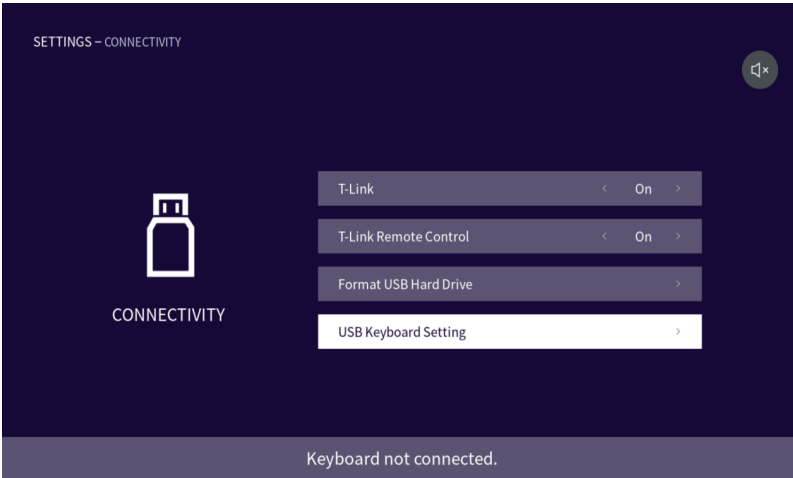 SETTINGS – CONNECTIVITY
T-Link On
T-Link Remote Control On
Format USB Hard Drive
CONNECTIVITY
USB Keyboard Setting
Keyboard not connected.